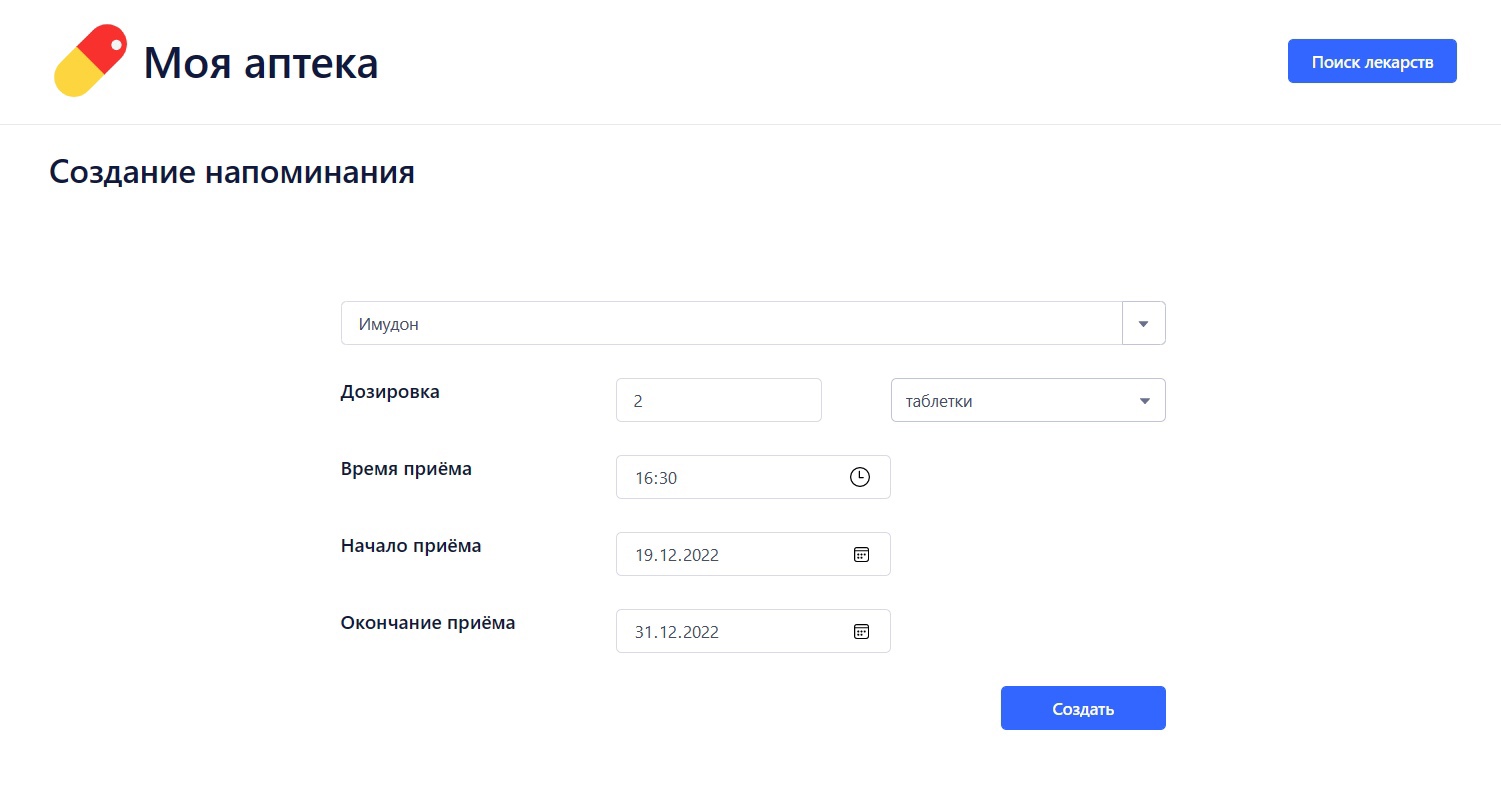 Моя аптека
Поиск лекарств
Создание напоминания
Имудон
Дозировка 2 таблетки
Время приёма 16:30
Начало приёма 19.12.2022
Окончание приёма 31.12.2022
Создать